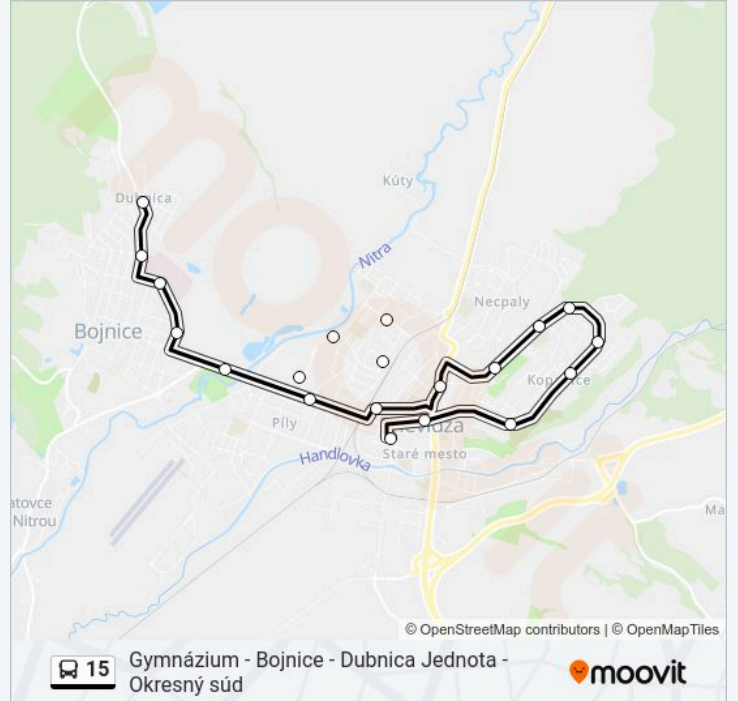 Kúty
Dubnica
Nitra
Necpaly
Bojnice
Píly
Handlovka
Staré mesto
atovce
Nitrou
Ma
© OpenStreetMap contributors | © OpenMapTiles
15
Gymnázium - Bojnice - Dubnica Jednota -
Okresný súd
moovit